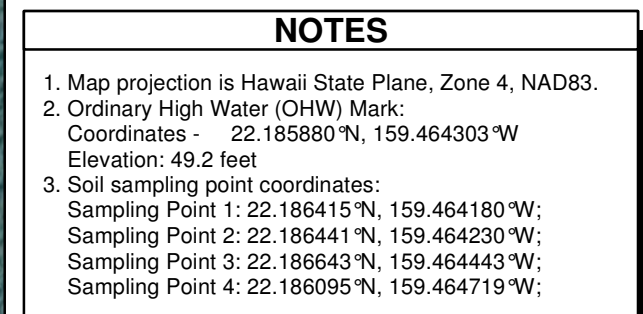 NOTES
1. Map projection is Hawaii State Plane, Zone 4, NAD83.
2. Ordinary High Water (OHW) Mark:
Coordinates - 22.185880°N, 159.464303°W
Elevation: 49.2 feet
3. Soil sampling point coordinates:
Sampling Point 1: 22.186415°N, 159.464180°W;
Sampling Point 2: 22.186441°N, 159.464230°W;
Sampling Point 3: 22.186643°N, 159.464443°W;
Sampling Point 4: 22.186095°N, 159.464719°W;